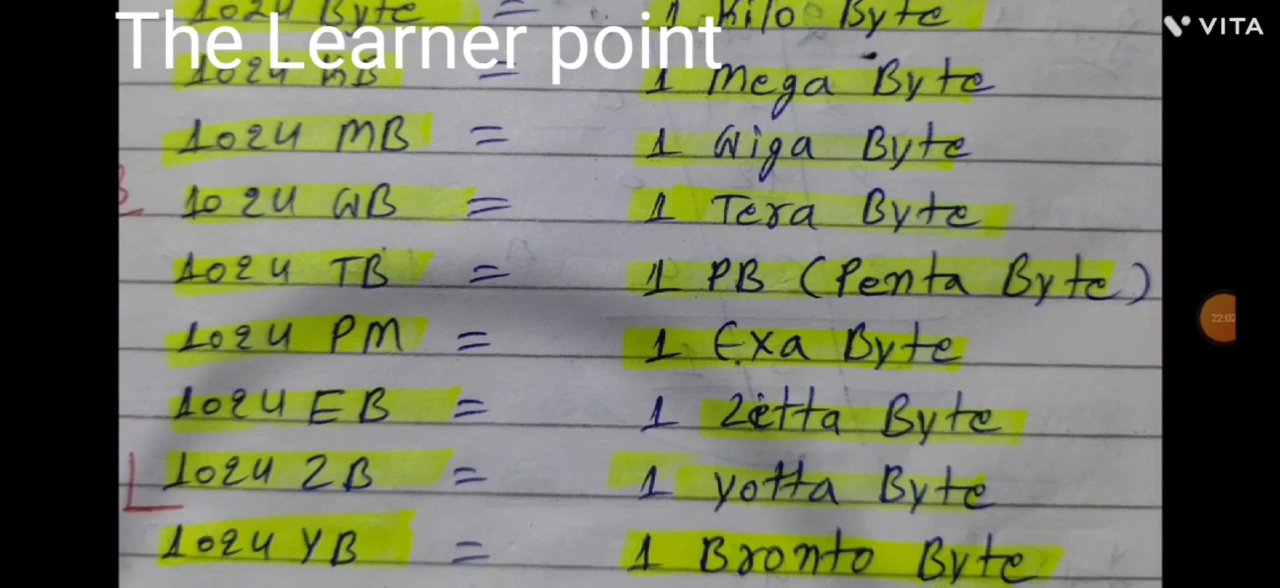 1024 Byte = 1 Kilo Byte
The Learner point
VITA
1024 KB = 1 Mega Byte
1024 MB = 1 Giga Byte
1024 GB = 1 Tera Byte
1024 TB = 1 PB (Penta Byte)
22:02
1024 PM = 1 Exa Byte
1024 EB = 1 Zetta Byte
1024 ZB = 1 yotta Byte
1024 YB = 1 Bronto Byte